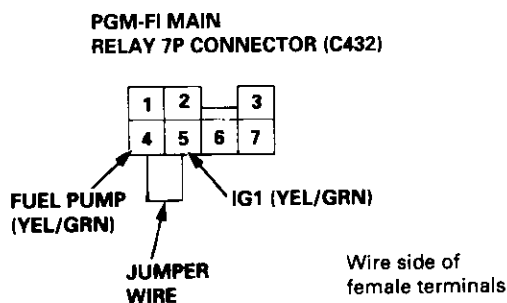 PGM-FI MAIN
RELAY 7P CONNECTOR (C432)
1 2 3
4 5 6 7
FUEL PUMP
(YEL/GRN)
IG1 (YEL/GRN)
JUMPER
WIRE
Wire side of
female terminals